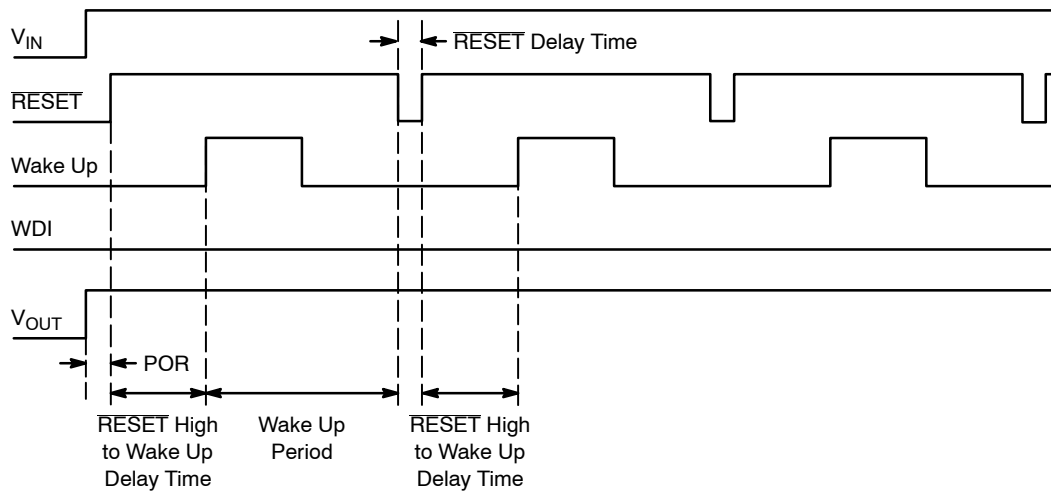 V_IN
RESET Delay Time
RESET
Wake Up
WDI
V_OUT
POR
RESET High
to Wake Up
Delay Time
Wake Up
Period
RESET High
to Wake Up
Delay Time